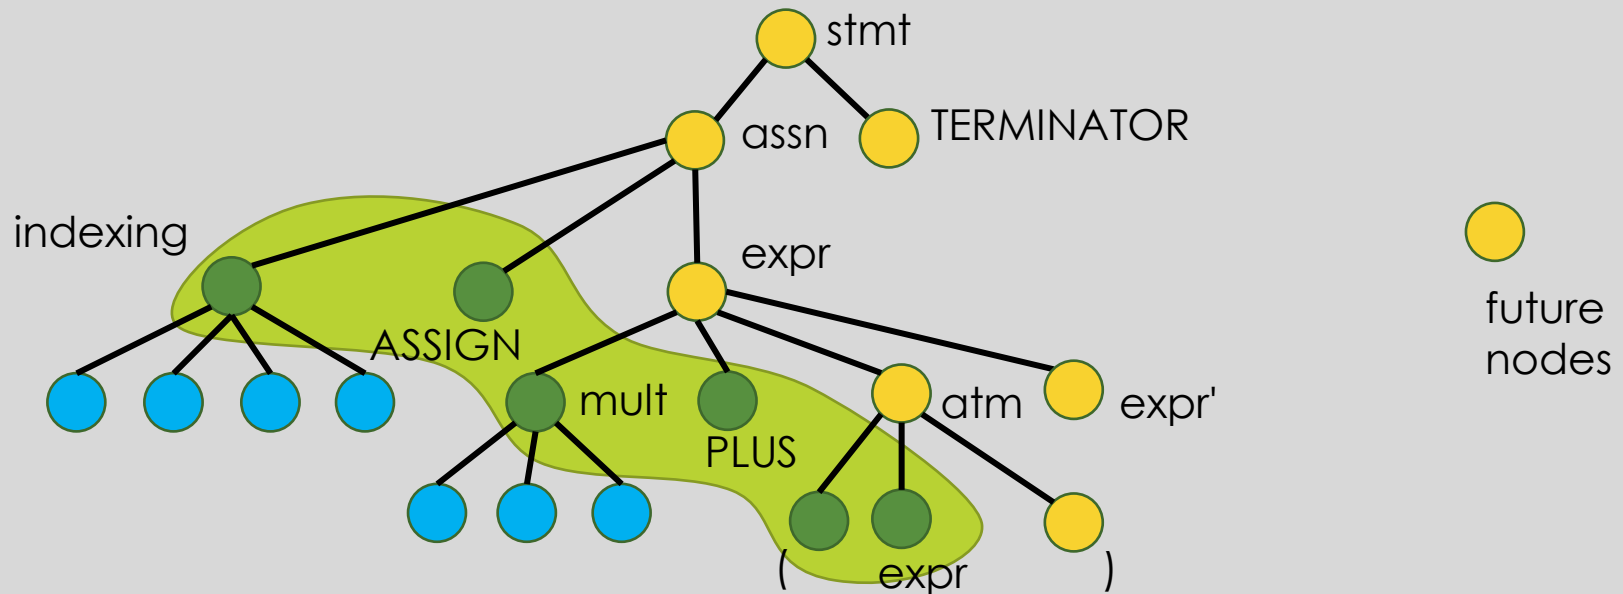 stmt
assn
TERMINATOR
indexing
expr
ASSIGN
mult
PLUS
atm
expr'
(
expr
)
future
nodes